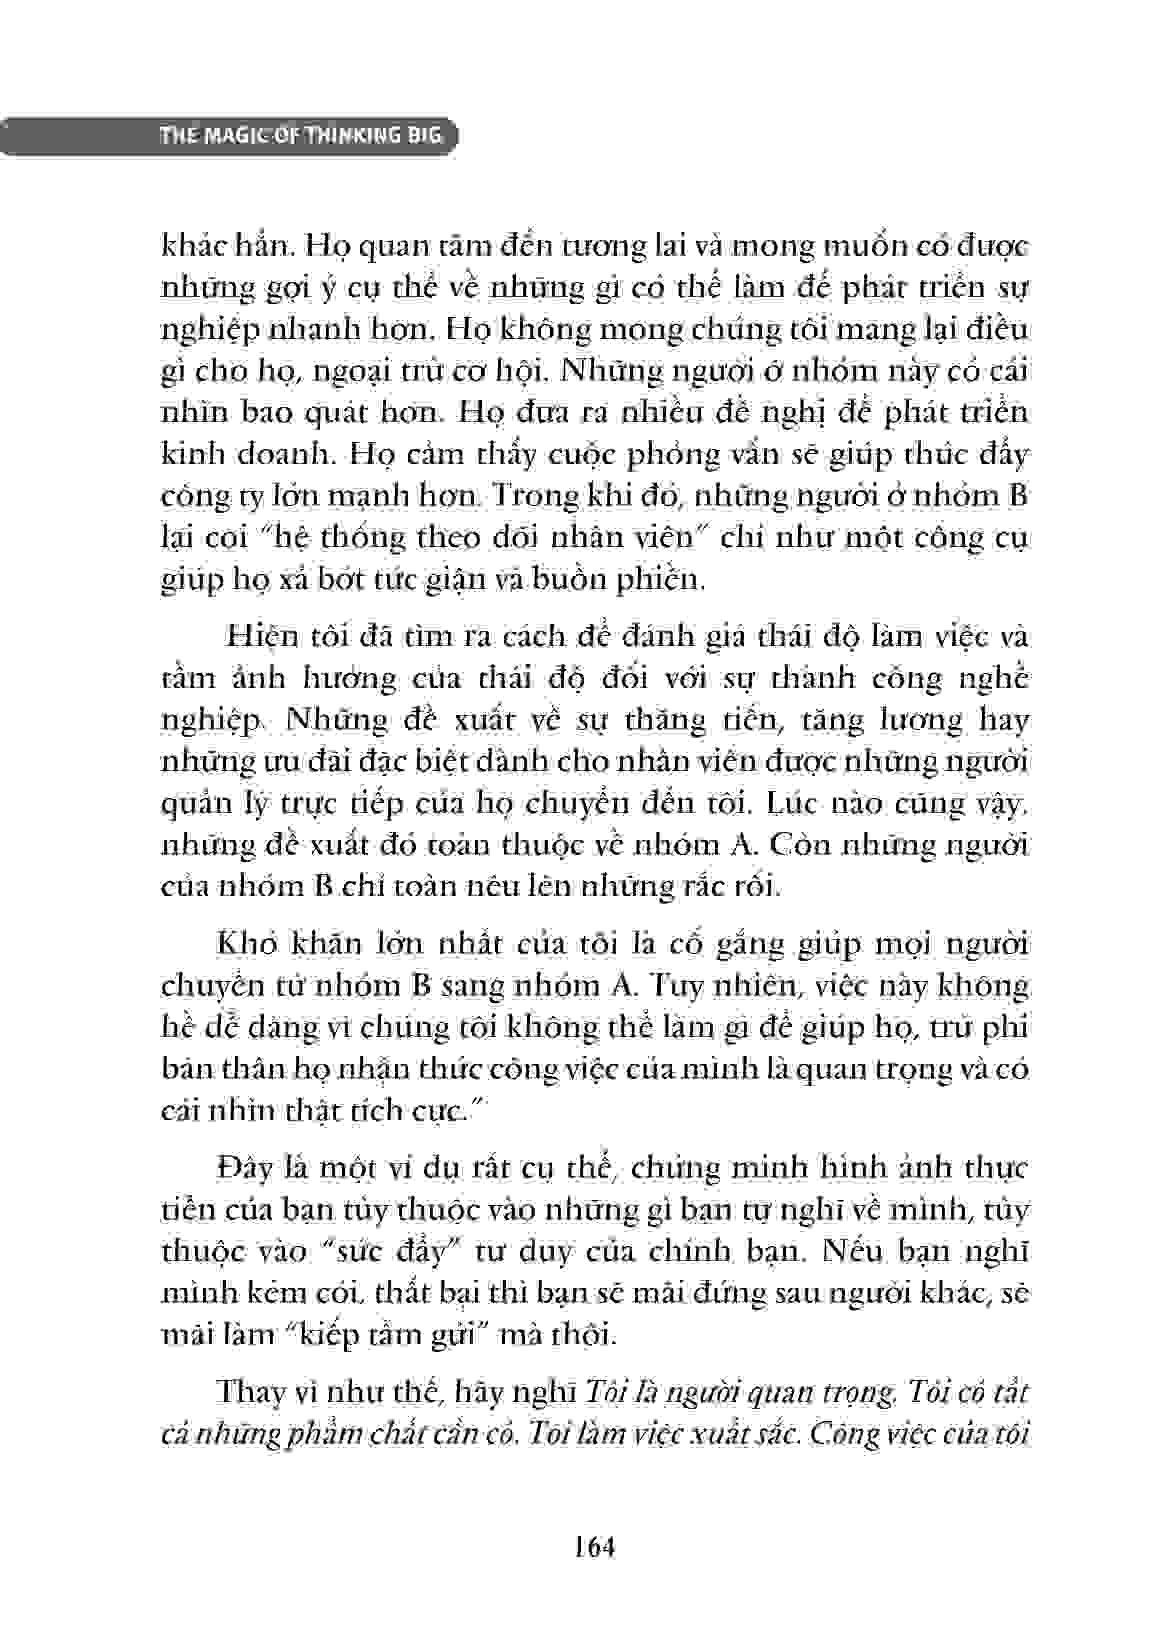 THE MAGIC OF THINKING BIG
khác hẳn. Họ quan tâm đến tương lai và mong muốn có được
những gợi ý cụ thể về những gì có thể làm để phát triển sự
nghiệp nhanh hơn. Họ không mong chúng tôi mang lại điều
gì cho họ, ngoại trừ cơ hội. Những người ở nhóm này có cái
nhìn bao quát hơn. Họ đưa ra nhiều đề nghị để phát triển
kinh doanh. Họ cảm thấy cuộc phỏng vấn sẽ giúp thúc đẩy
công ty lớn mạnh hơn. Trong khi đó, những người ở nhóm B
lại coi “hệ thống theo dõi nhân viên” chỉ như một công cụ
giúp họ xả bớt tức giận và buồn phiền.
Hiện tôi đã tìm ra cách để đánh giá thái độ làm việc và
tầm ảnh hưởng của thái độ đối với sự thành công nghề
nghiệp. Những đề xuất về sự thăng tiến, tăng lương hay
những ưu đãi đặc biệt dành cho nhân viên được những người
quản lý trực tiếp của họ chuyển đến tôi. Lúc nào cũng vậy,
những đề xuất đó toàn thuộc về nhóm A. Còn những người
của nhóm B chỉ toàn nêu lên những rắc rối.
Khó khăn lớn nhất của tôi là cố gắng giúp mọi người
chuyển từ nhóm B sang nhóm A. Tuy nhiên, việc này không
hề dễ dàng vì chúng tôi không thể làm gì để giúp họ, trừ phi
bản thân họ nhận thức công việc của mình là quan trọng và có
cái nhìn thật tích cực.”
Đây là một ví dụ rất cụ thể, chứng minh hình ảnh thực
tiễn của bạn tùy thuộc vào những gì bạn tự nghĩ về mình, tùy
thuộc vào “sức đẩy” tư duy của chính bạn. Nếu bạn nghĩ
mình kém cỏi, thất bại thì bạn sẽ mãi đứng sau người khác, sẽ
mãi làm “kiếp tầm gửi” mà thôi.
Thay vì như thế, hãy nghĩ Tôi là người quan trọng. Tôi có tất
cả những phẩm chất cần có. Tôi làm việc xuất sắc. Công việc của tôi
164